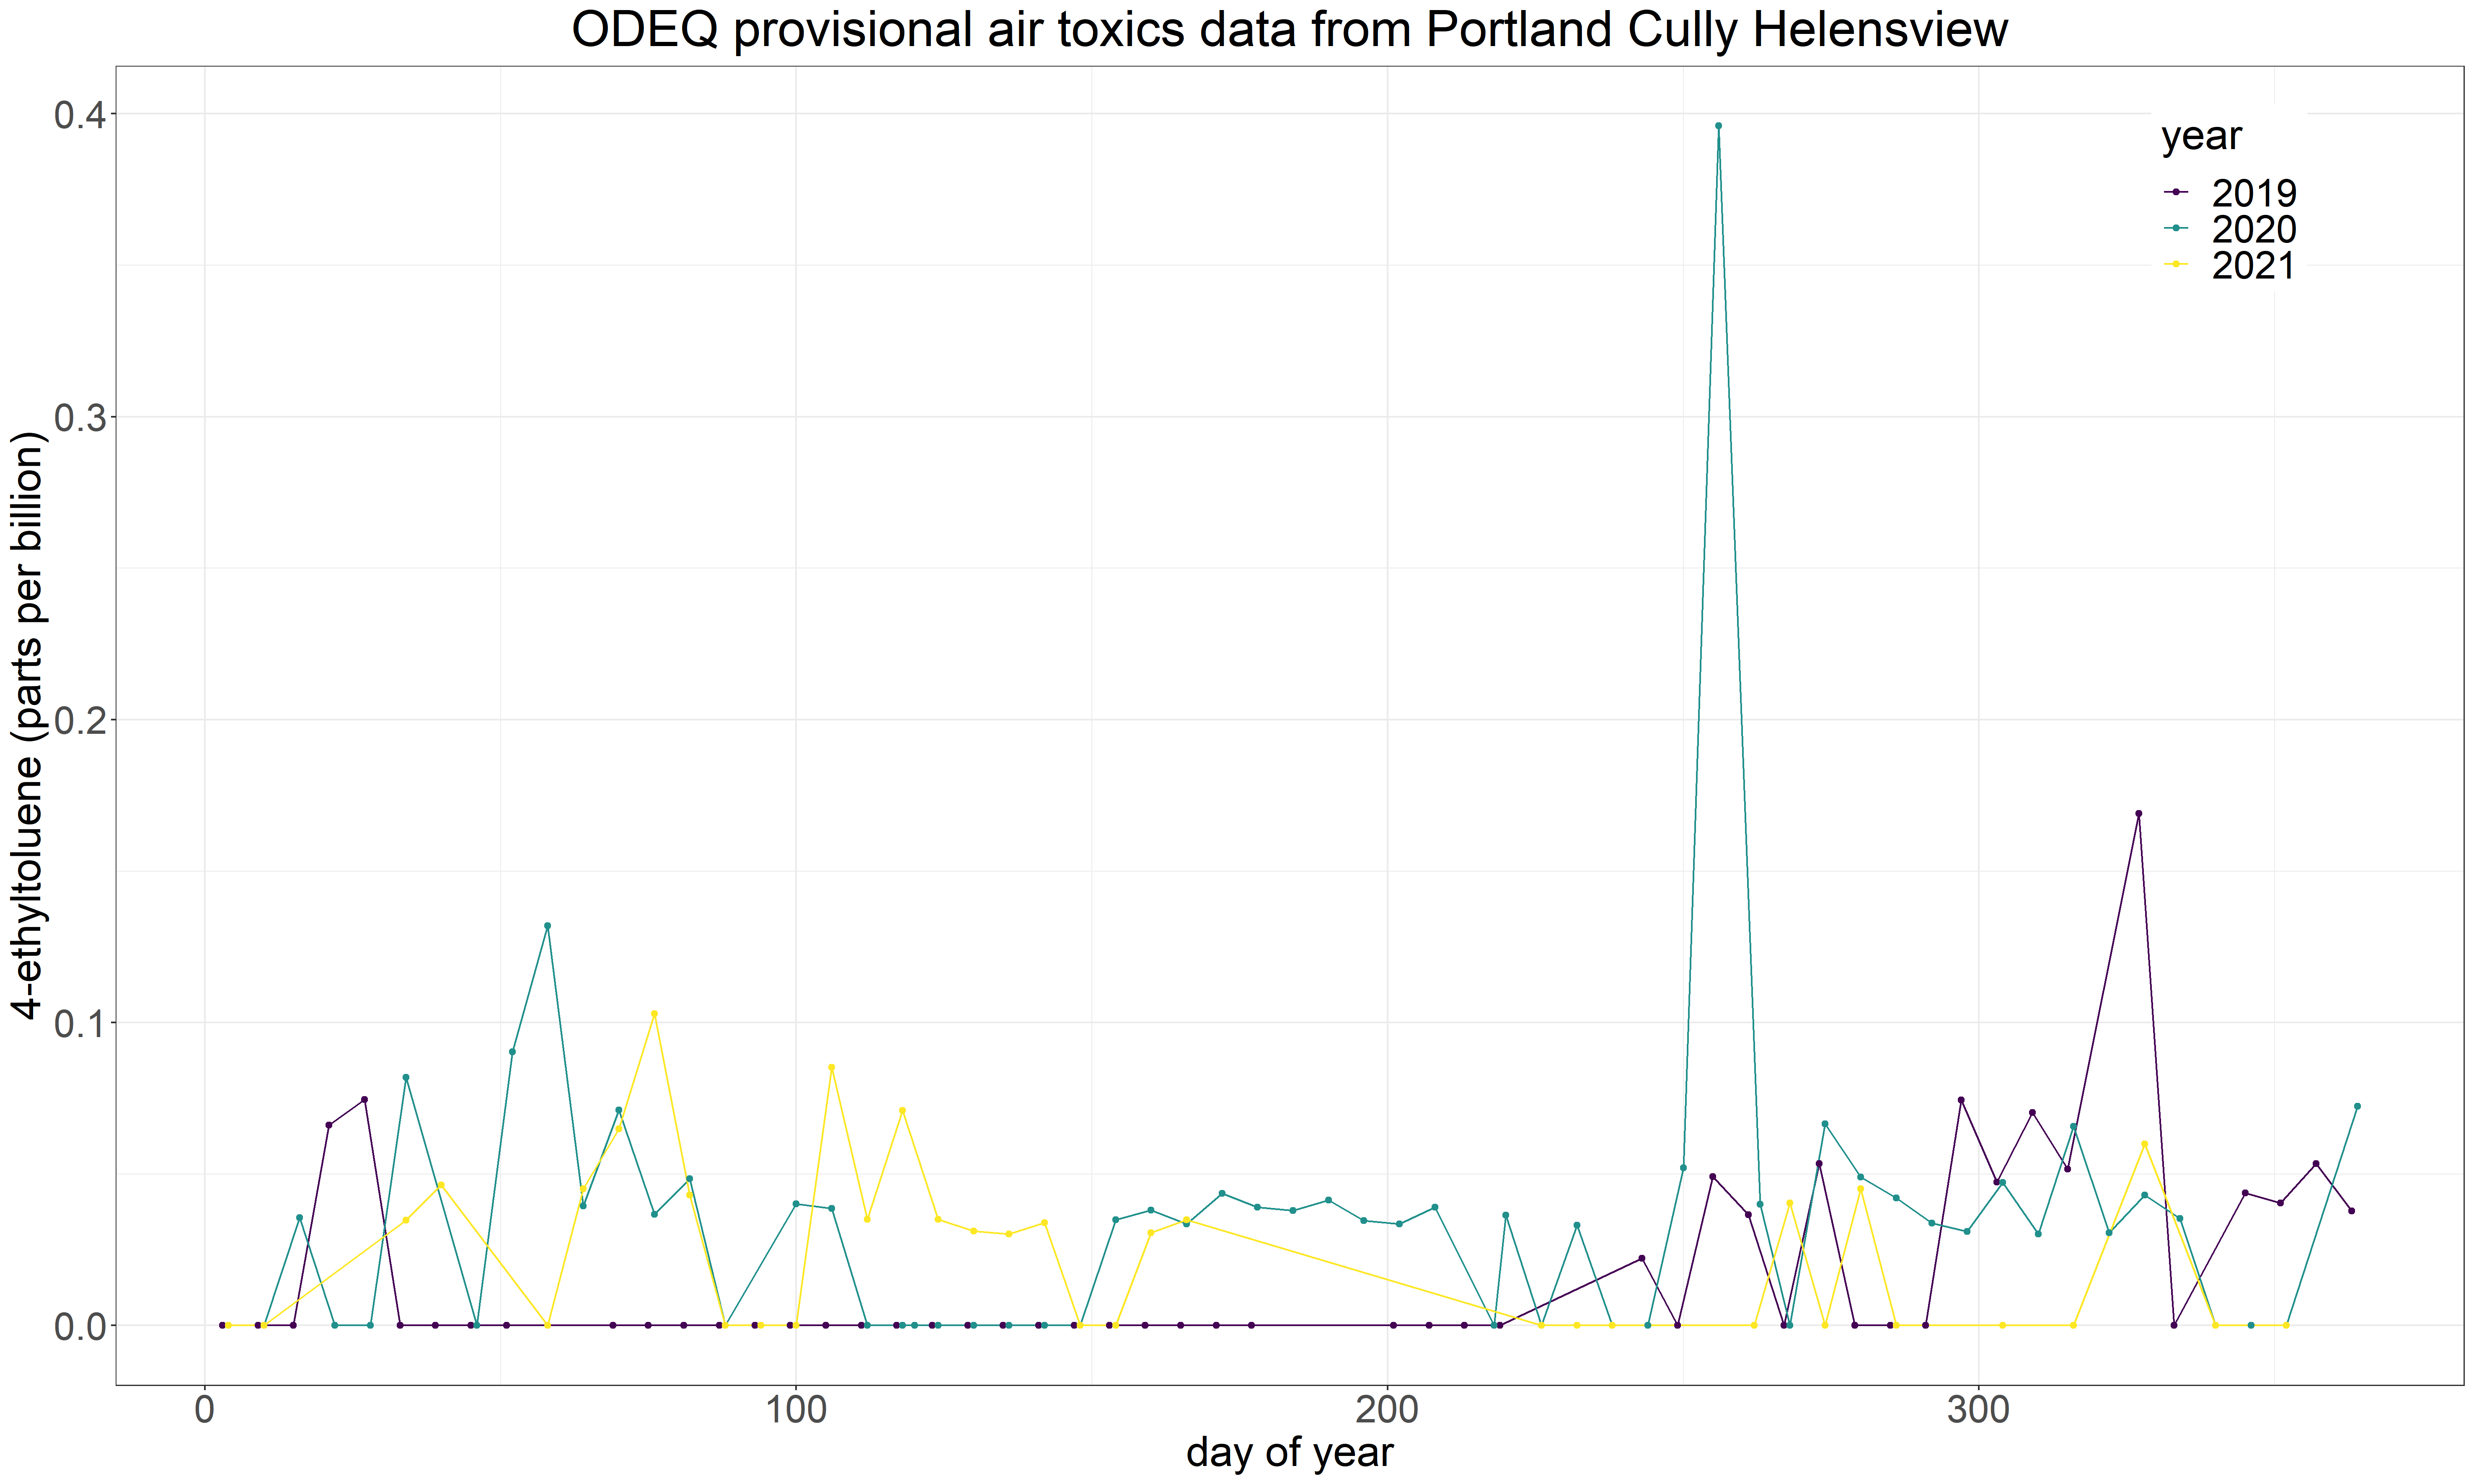 ODEQ provisional air toxics data from Portland Cully Helensview
4-ethyltoluene (parts per billion)
0.4
0.3
0.2
0.1
0.0
year
2019
2020
2021
0 100 200 300
day of year